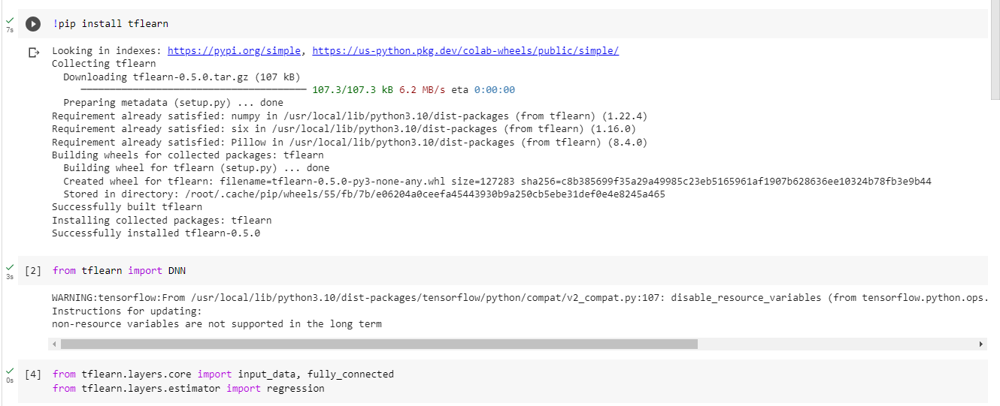 !pip install tflearn
7s
Looking in indexes: https://pypi.org/simple, https://us-python.pkg.dev/colab-wheels/public/simple/
Collecting tflearn
Downloading tflearn-0.5.0.tar.gz (107 kB)
107.3/107.3 kB 6.2 MB/s eta 0:00:00
Preparing metadata (setup.py) ... done
Requirement already satisfied: numpy in /usr/local/lib/python3.10/dist-packages (from tflearn) (1.22.4)
Requirement already satisfied: six in /usr/local/lib/python3.10/dist-packages (from tflearn) (1.16.0)
Requirement already satisfied: Pillow in /usr/local/lib/python3.10/dist-packages (from tflearn) (8.4.0)
Building wheels for collected packages: tflearn
Building wheel for tflearn (setup.py) ... done
Created wheel for tflearn: filename=tflearn-0.5.0-py3-none-any.whl size=127283 sha256=c8b385699f35a29a49985c23eb5165961af1907b628636ee10324b78fb3e9b44
Stored in directory: /root/.cache/pip/wheels/55/fb/7b/e06204a0ceefa45443930b9a250cb5ebe31def0e4e8245a465
Successfully built tflearn
Installing collected packages: tflearn
Successfully installed tflearn-0.5.0
[2] from tflearn import DNN
3s
WARNING:tensorflow:From /usr/local/lib/python3.10/dist-packages/tensorflow/python/compat/v2_compat.py:107: disable_resource_variables (from tensorflow.python.ops.
Instructions for updating:
non-resource variables are not supported in the long term
[4] from tflearn.layers.core import input_data, fully_connected
0s from tflearn.layers.estimator import regression